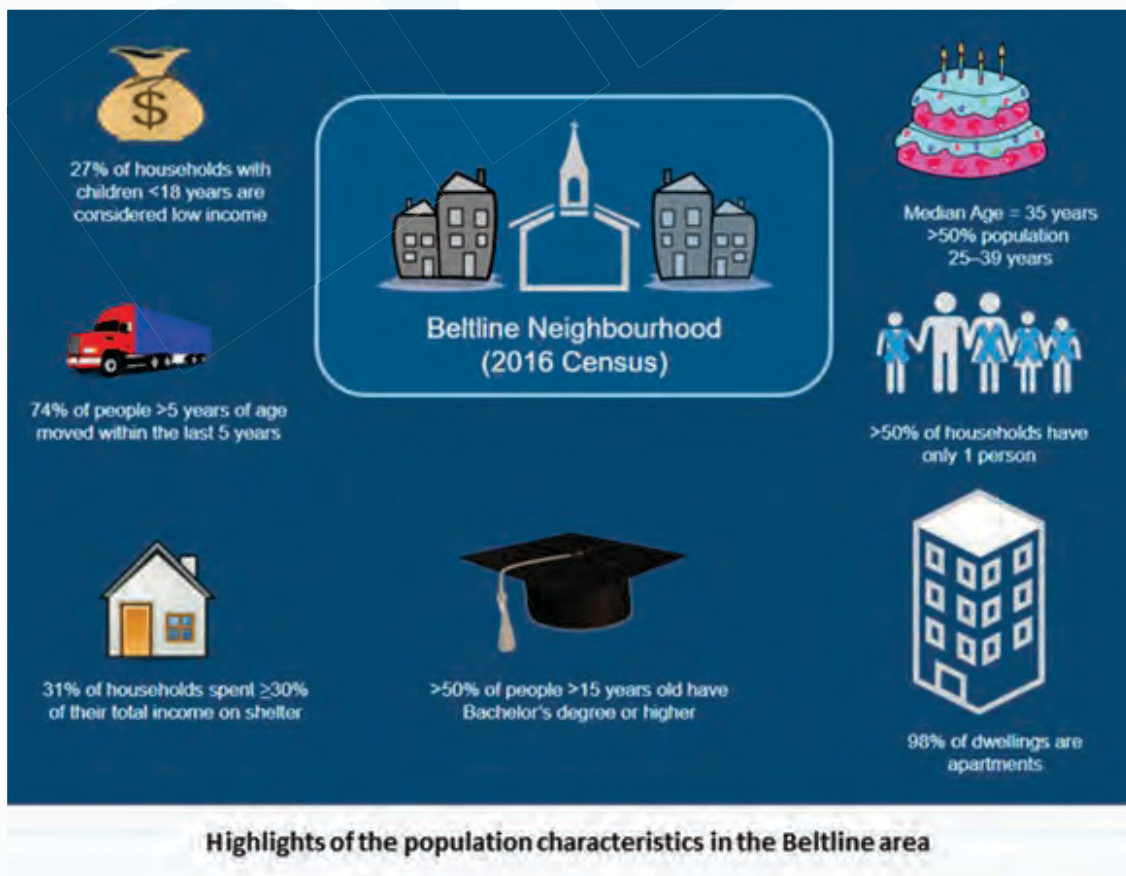 $
27% of households with
children <18 years are
considered low income
Beltline Neighbourhood
(2016 Census)
Median Age = 35 years
>50% population
25–39 years
74% of people >5 years of age
moved within the last 5 years
>50% of households have
only 1 person
31% of households spent ≥30%
of their total income on shelter
>50% of people >15 years old have
Bachelor's degree or higher
98% of dwellings are
apartments
Highlights of the population characteristics in the Beltline area